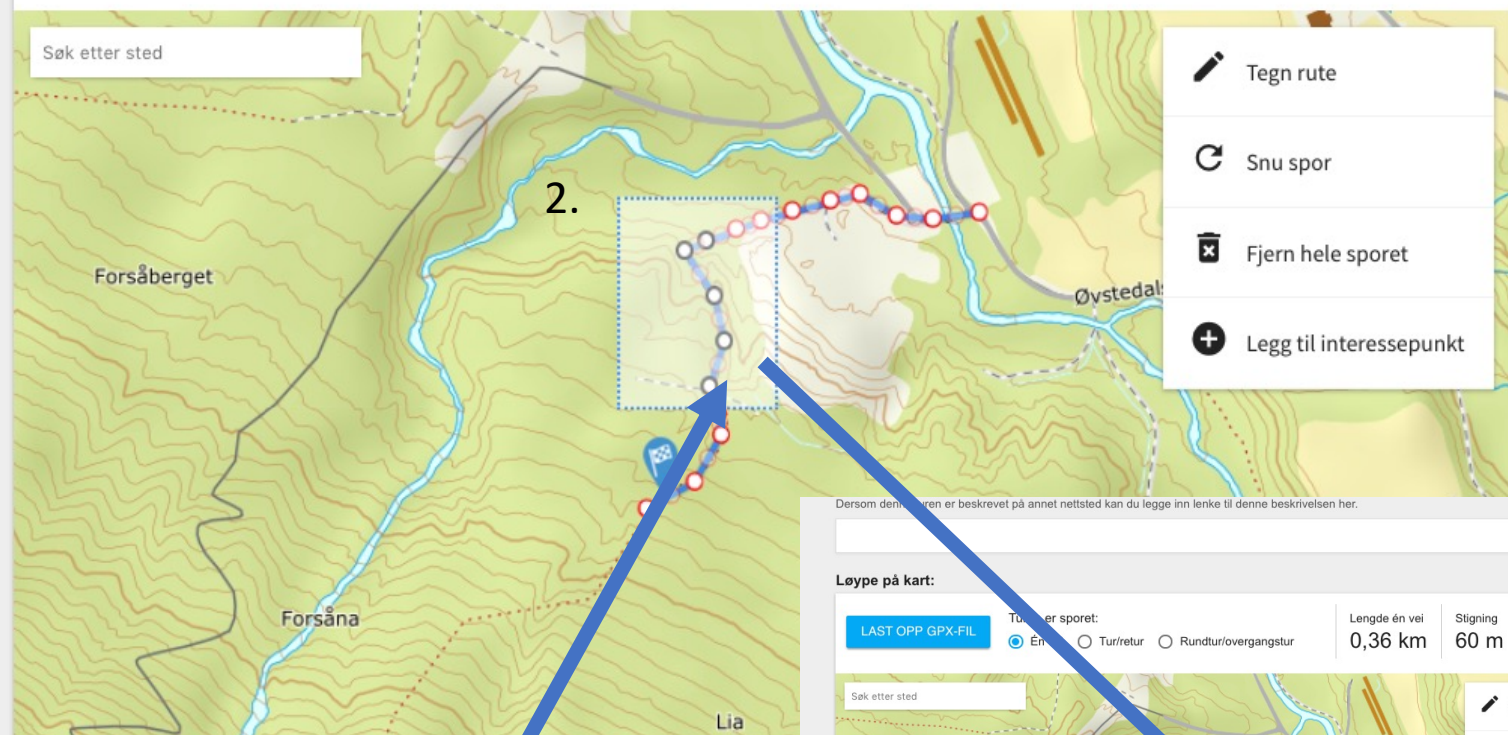 Søk etter sted
Tegn rute
Snu spor
Fjern hele sporet
Legg til interessepunkt
2.
Forsåberget
Øvstedals
Forsåna
Lia
Dersom er beskrevet på annet nettsted kan du legge inn lenke til denne beskrivelsen her.
Løype på kart:
LAST OPP GPX-FIL
er sporet:
Tur/retur
Rundtur/overgangstur
Lengde én vei
0,36 km
Stigning
60 m
Søk etter sted